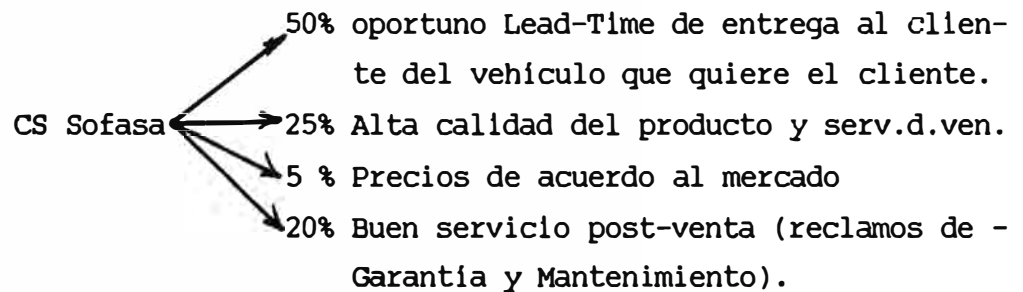 50% oportuno Lead-Time de entrega al clien-
te del vehículo que quiere el cliente.
CS Sofasa 25% Alta calidad del producto y serv.d.ven.
5 % Precios de acuerdo al mercado
20% Buen servicio post-venta (reclamos de -
Garantía y Mantenimiento).